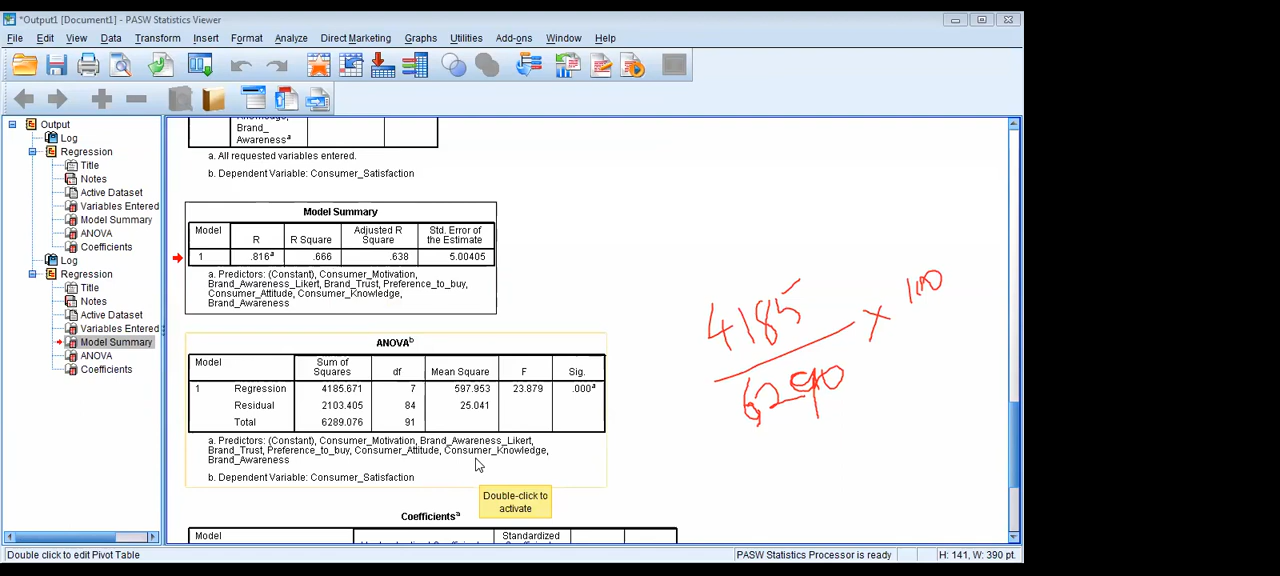 *Output1 [Document1] - PASW Statistics Viewer
File Edit View Data Transform Insert Format Analyze Direct Marketing Graphs Utilities Add-ons Window Help
Output
Log
Regression
Title
Notes
Active Dataset
Variables Entered
Model Summary
ANOVA
Coefficients
Log
Regression
Title
Notes
Active Dataset
Variables Entered
Model Summary
ANOVA
Coefficients
Brand_
Awarenessa
a. All requested variables entered.
b. Dependent Variable: Consumer_Satisfaction
Model Summary
Model R R Square Adjusted R Square Std. Error of the Estimate
1 .816a .666 .638 5.00405
a. Predictors: (Constant), Consumer_Motivation,
Brand_Awareness_Likert, Brand_Trust, Preference_to_buy,
Consumer_Attitude, Consumer_Knowledge,
Brand_Awareness
ANOVAb
Model Sum of Squares df Mean Square F Sig.
1 Regression 4185.671 7 597.953 23.879 .000a
Residual 2103.405 84 25.041
Total 6289.076 91
a. Predictors: (Constant), Consumer_Motivation, Brand_Awareness_Likert,
Brand_Trust, Preference_to_buy, Consumer_Attitude, Consumer_Knowledge,
Brand_Awareness
b. Dependent Variable: Consumer_Satisfaction
Double-click to
activate
Coefficientsa
Model Standardized
4185 × 100
6290
Double click to edit Pivot Table PASW Statistics Processor is ready H: 141, W: 390 pt.